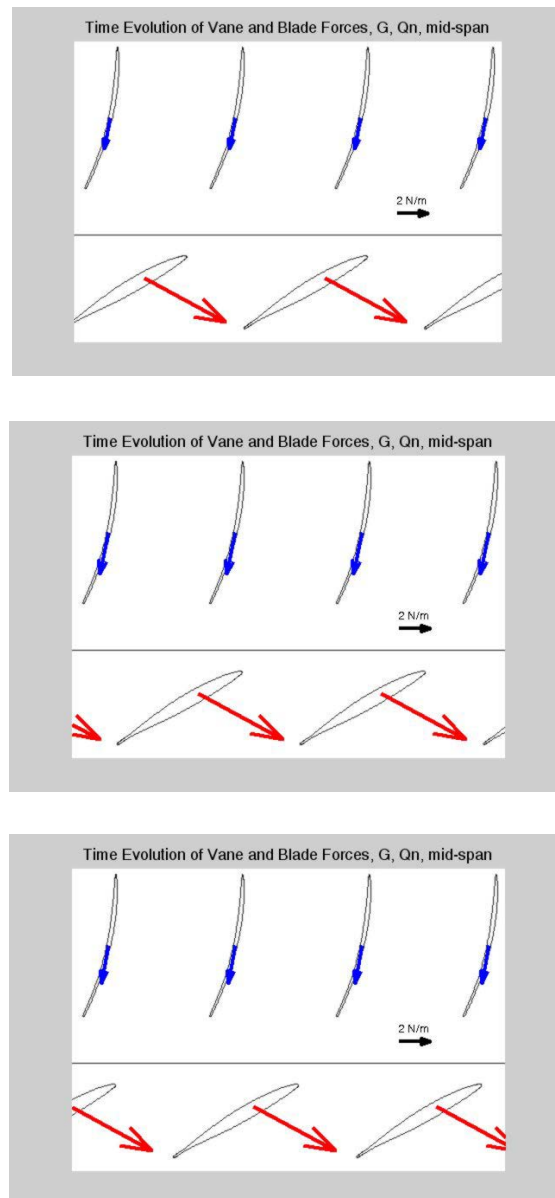 Time Evolution of Vane and Blade Forces, G, Qn, mid-span
2 N/m
Time Evolution of Vane and Blade Forces, G, Qn, mid-span
2 N/m
Time Evolution of Vane and Blade Forces, G, Qn, mid-span
2 N/m